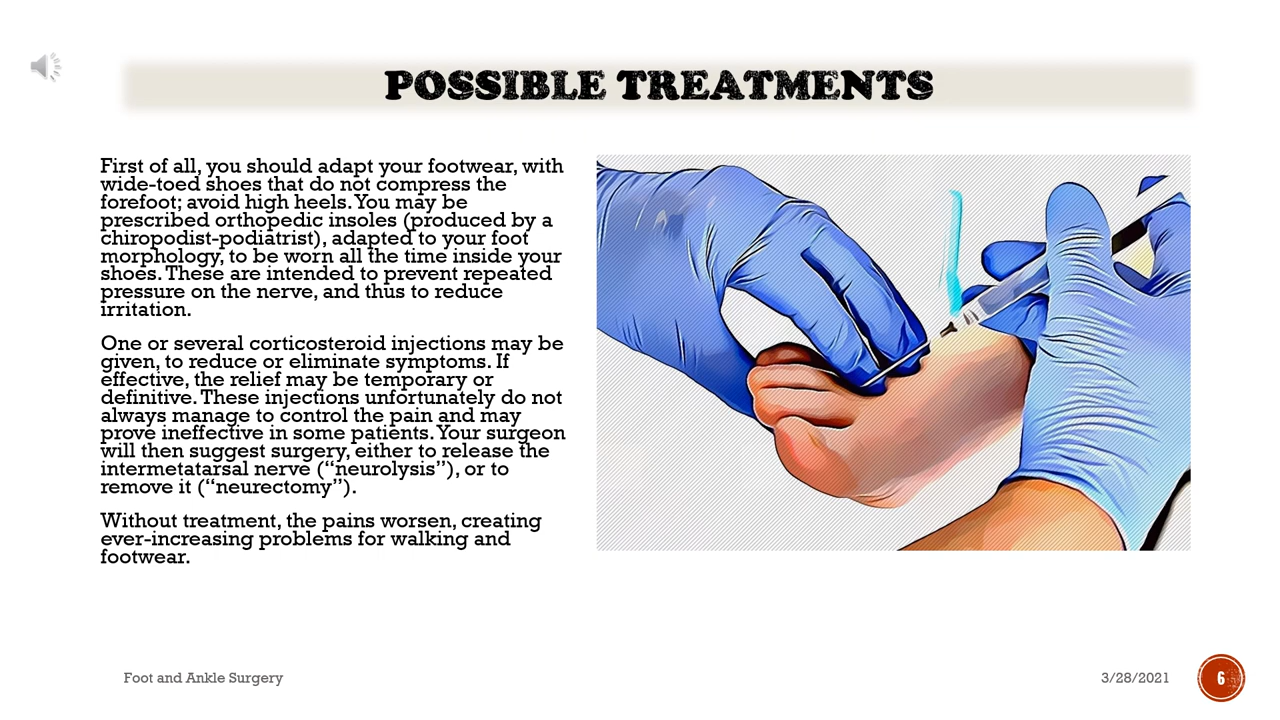 POSSIBLE TREATMENTS
First of all, you should adapt your footwear, with
wide-toed shoes that do not compress the
forefoot; avoid high heels. You may be
prescribed orthopedic insoles (produced by a
chiropodist-podiatrist), adapted to your foot
morphology, to be worn all the time inside your
shoes. These are intended to prevent repeated
pressure on the nerve, and thus to reduce
irritation.
One or several corticosteroid injections may be
given, to reduce or eliminate symptoms. If
effective, the relief may be temporary or
definitive. These injections unfortunately do not
always manage to control the pain and may
prove ineffective in some patients. Your surgeon
will then suggest surgery, either to release the
intermetatarsal nerve (“neurolysis”), or to
remove it (“neurectomy”).
Without treatment, the pains worsen, creating
ever-increasing problems for walking and
footwear.
Foot and Ankle Surgery
3/28/2021
6